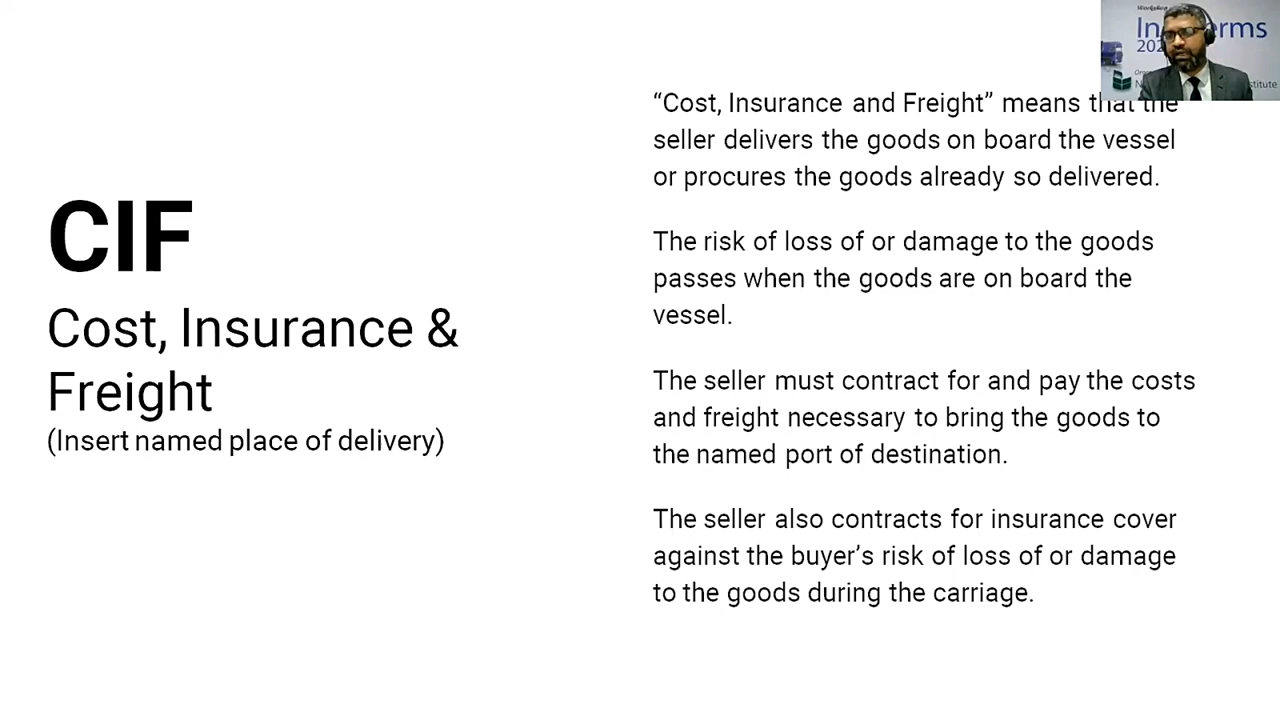 CIF
Cost, Insurance &
Freight
(Insert named place of delivery)
“Cost, Insurance and Freight” means that the
seller delivers the goods on board the vessel
or procures the goods already so delivered.
The risk of loss of or damage to the goods
passes when the goods are on board the
vessel.
The seller must contract for and pay the costs
and freight necessary to bring the goods to
the named port of destination.
The seller also contracts for insurance cover
against the buyer’s risk of loss of or damage
to the goods during the carriage.